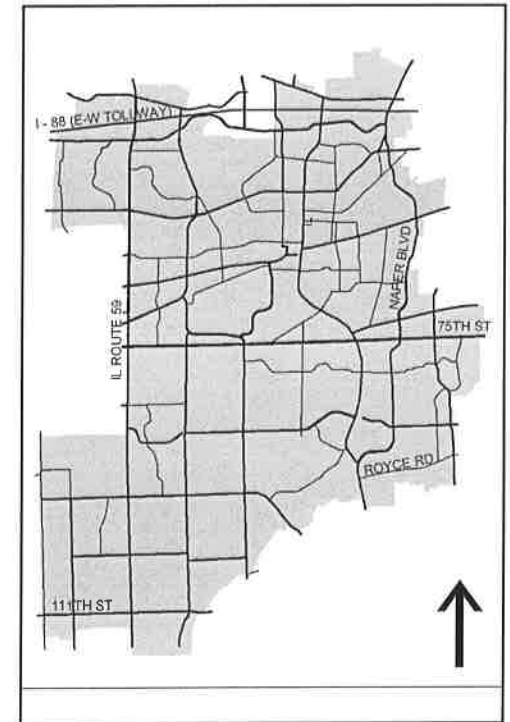 I - 88 (E-W TOLLWAY)
NAPER BLVD
IL ROUTE 59
75TH ST
ROYCE RD
111TH ST